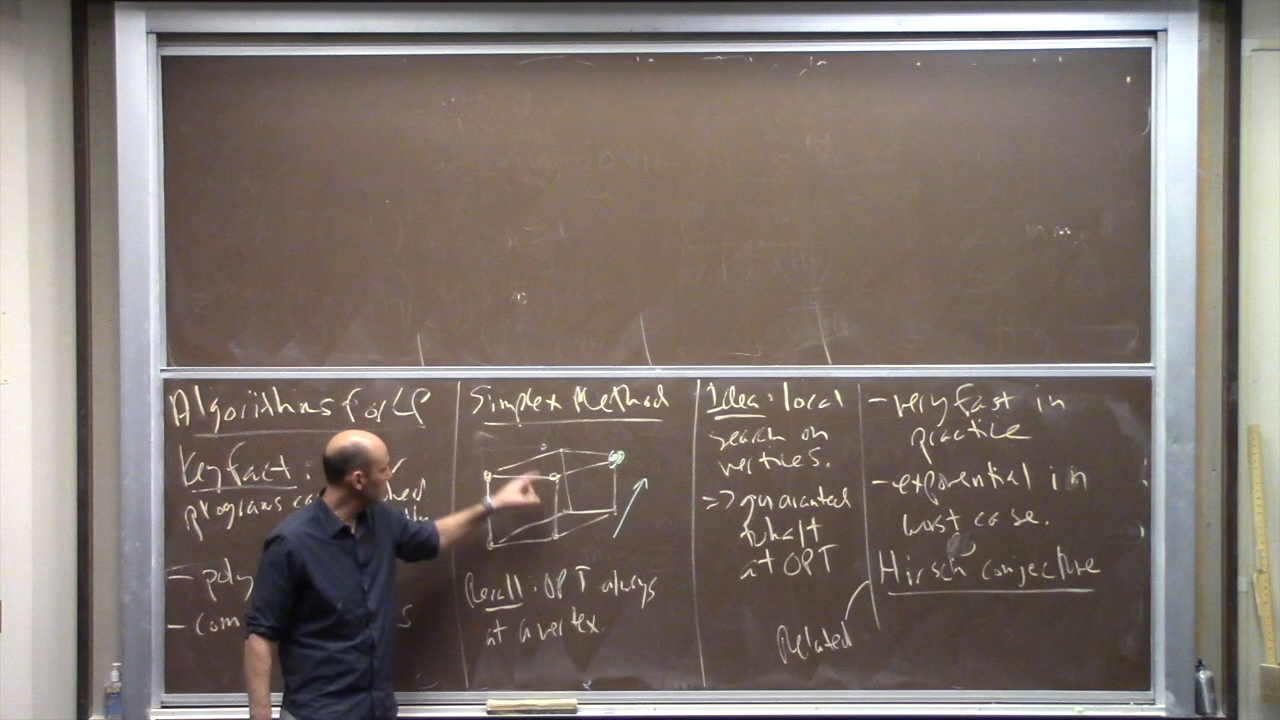 Algorithms for LP
Key Fact :
programs
- poly
- com
Simplex Method
Recall : OPT always
at a vertex.
Idea : local
search on
vertices.
=> guaranteed
to halt
at OPT
- very fast in
practice
- exponential in
worst case.
Hirsch conjecture
Related